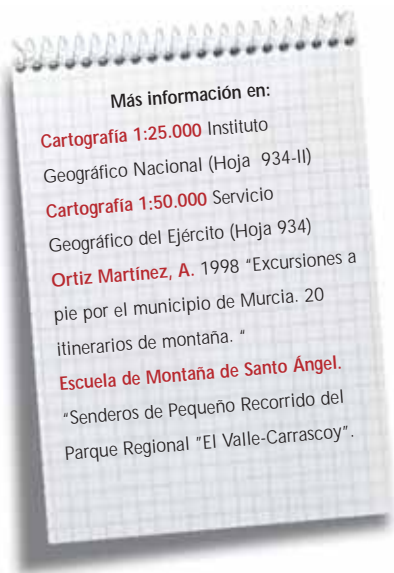 Más información en:
Cartografía 1:25.000 Instituto
Geográfico Nacional (Hoja 934-II)
Cartografía 1:50.000 Servicio
Geográfico del Ejército (Hoja 934)
Ortiz Martínez, A. 1998 "Excursiones a
pie por el municipio de Murcia. 20
itinerarios de montaña. "
Escuela de Montaña de Santo Ángel.
"Senderos de Pequeño Recorrido del
Parque Regional "El Valle-Carrascoy".